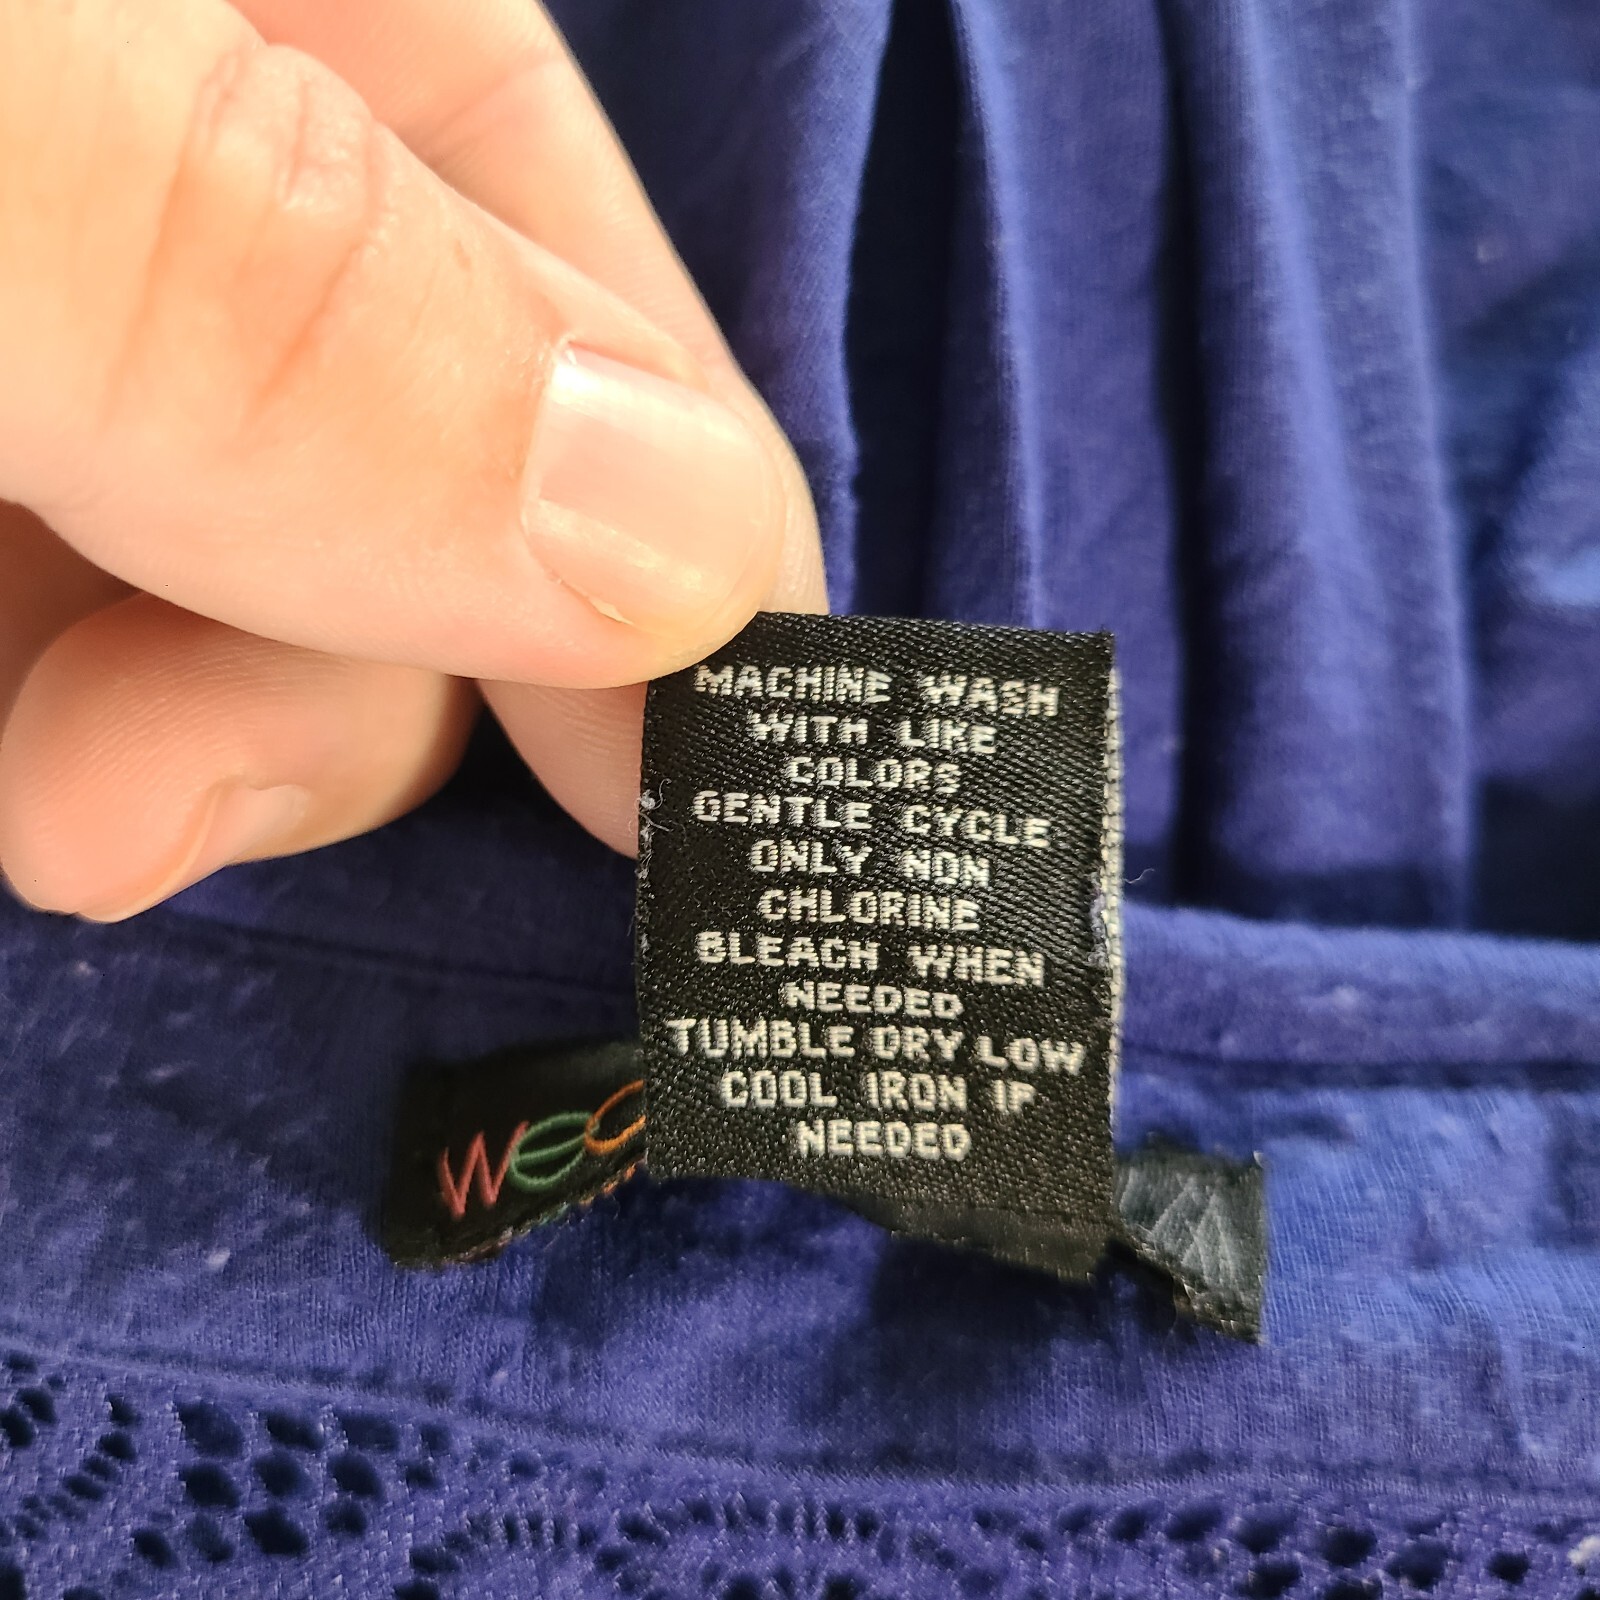 MACHINE WASH
WITH LIKE
COLORS
GENTLE CYCLE
ONLY NON
CHLORINE
BLEACH WHEN
NEEDED
TUMBLE DRY LOW
COOL IRON IF
NEEDED